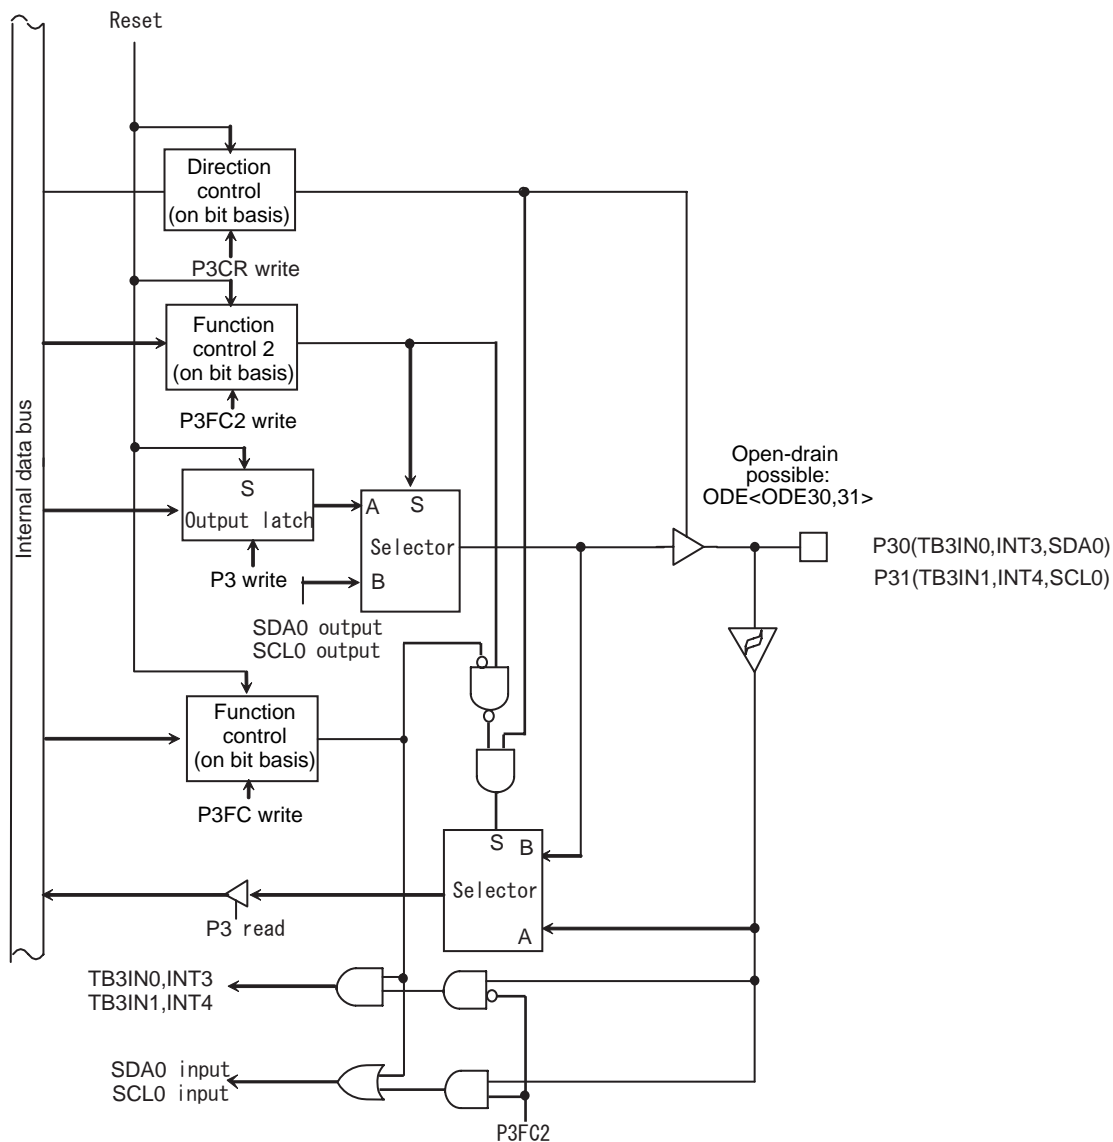 Reset
Direction
control
(on bit basis)
P3CR write
Function
control 2
(on bit basis)
P3FC2 write
Internal data bus
S
Output latch
P3 write
A
S
Selector
B
SDA0 output
SCL0 output
Open-drain
possible:
ODE<ODE30,31>
P30(TB3IN0,INT3,SDA0)
P31(TB3IN1,INT4,SCL0)
Function
control
(on bit basis)
P3FC write
S
B
Selector
A
P3 read
TB3IN0,INT3
TB3IN1,INT4
SDA0 input
SCL0 input
P3FC2